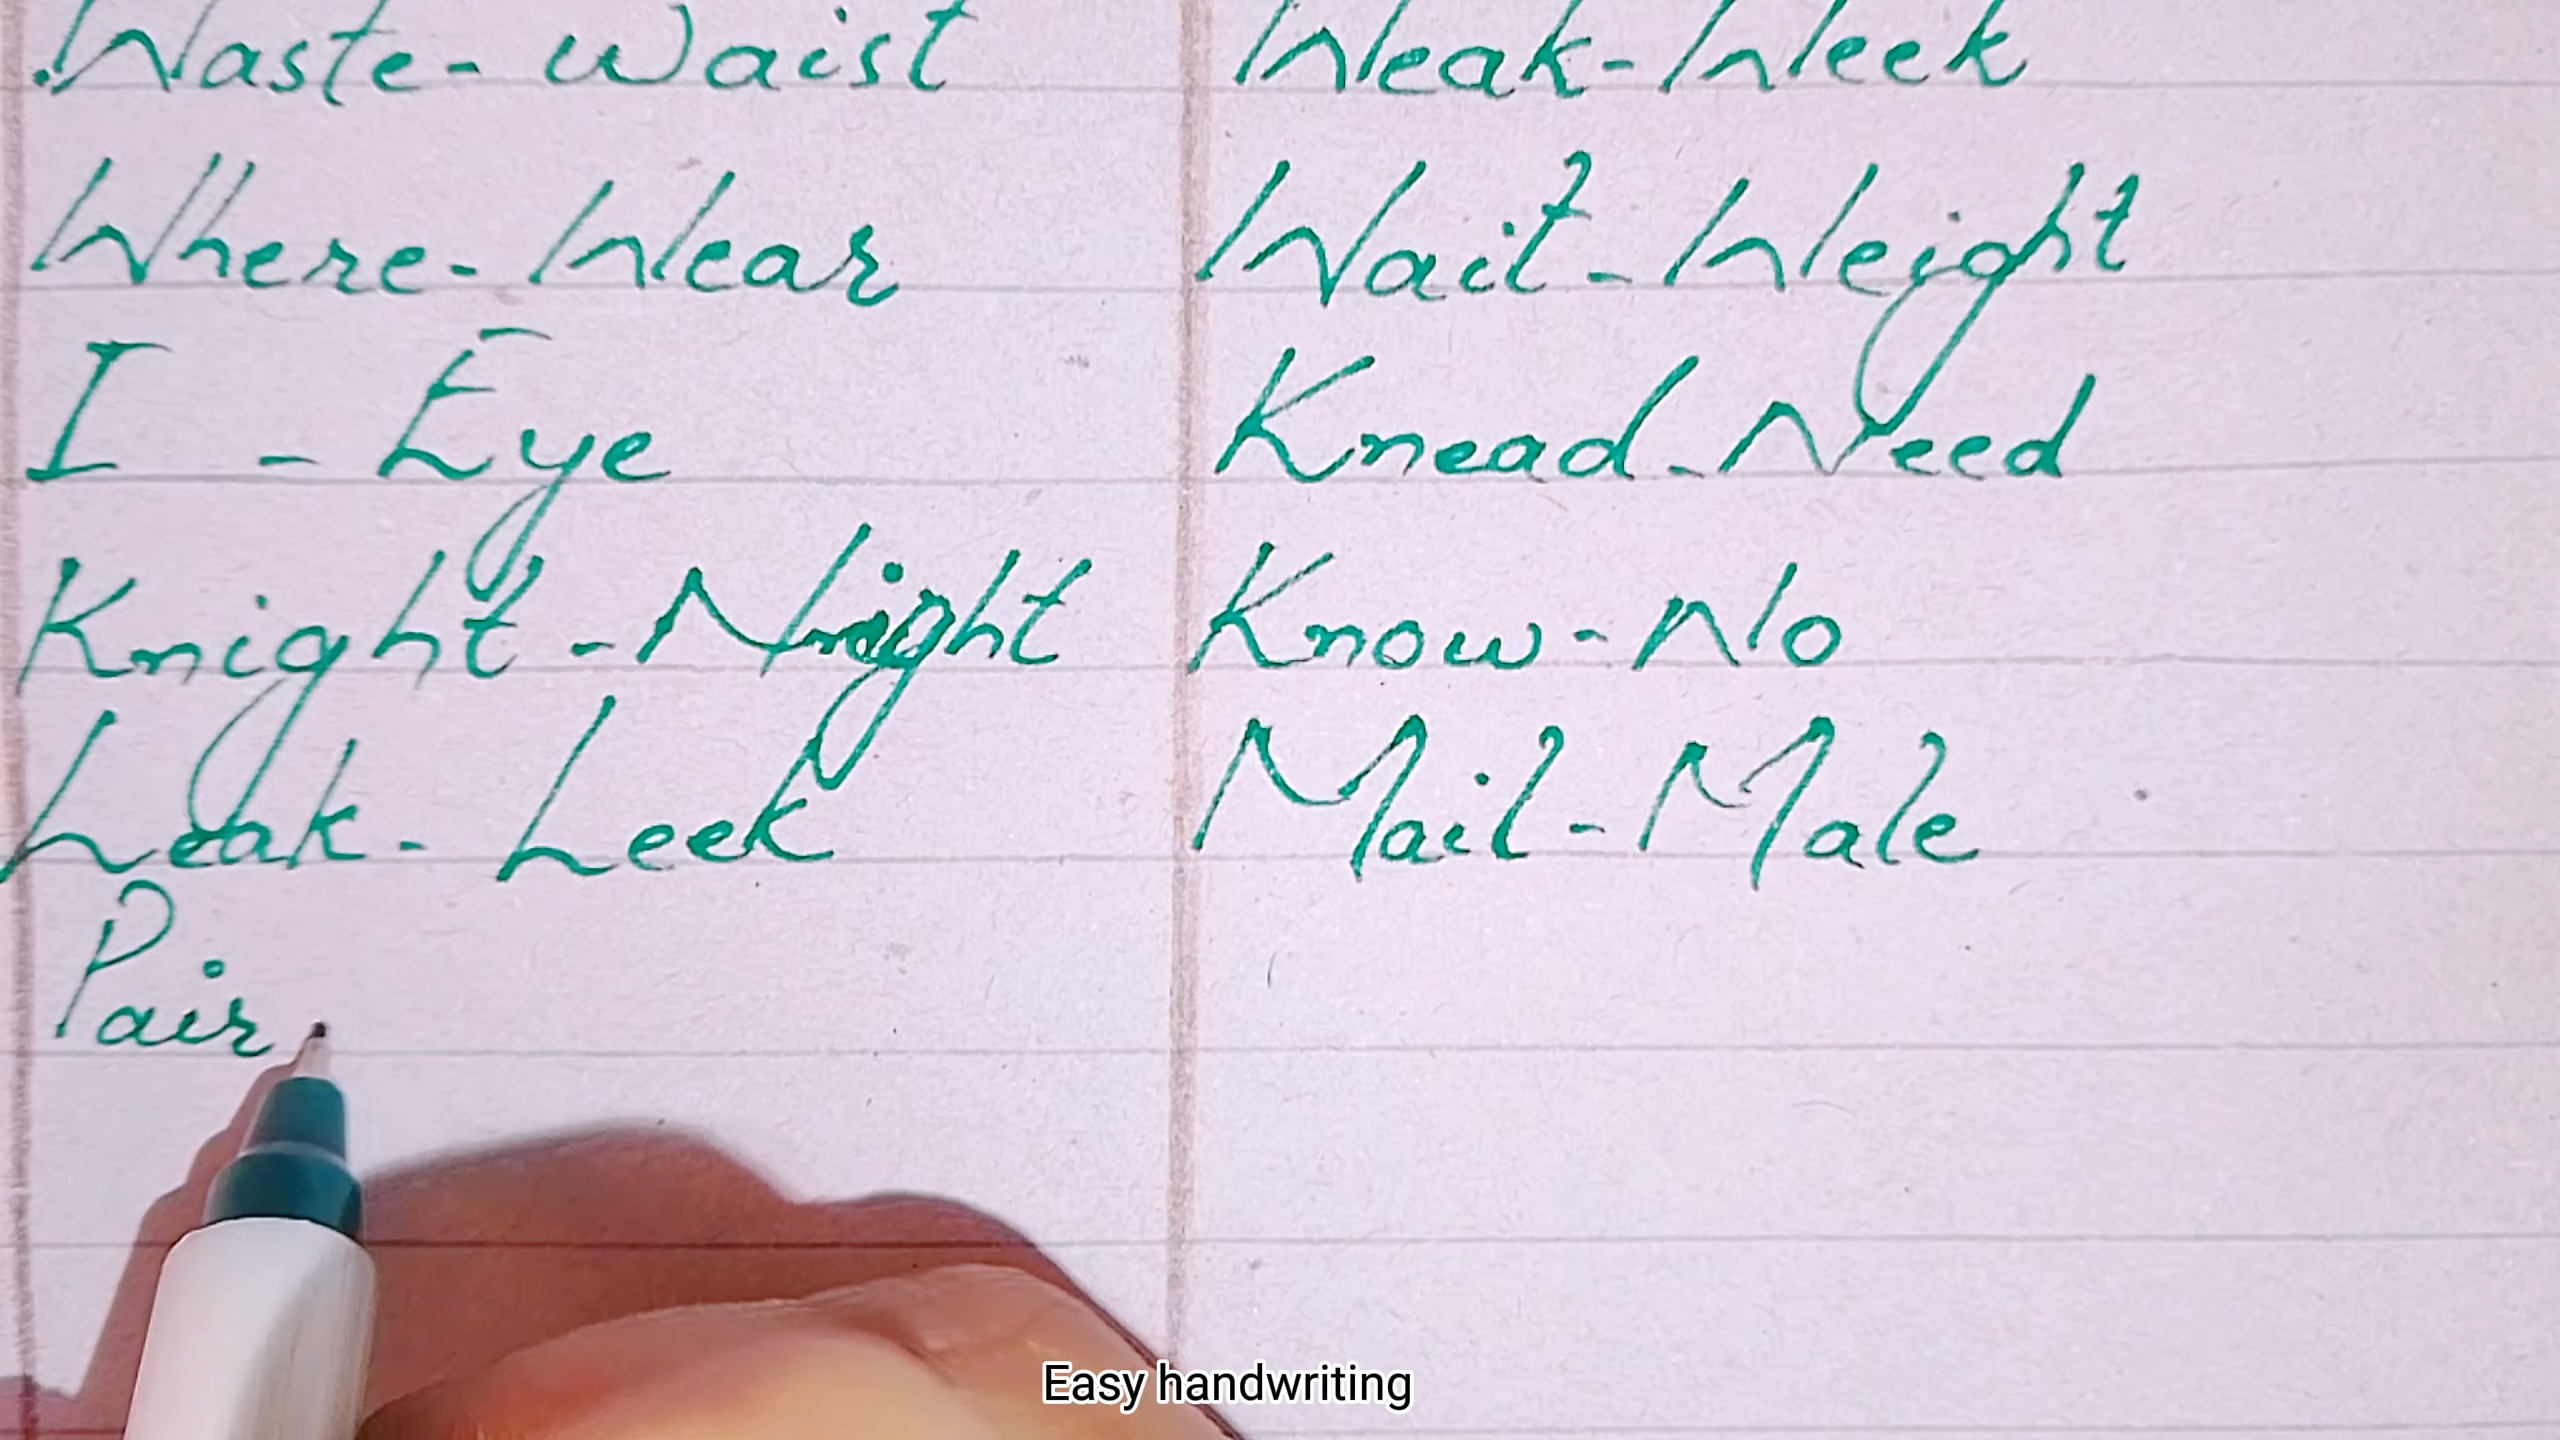 Waste - Waist Weak - Week
Where - Wear Wait - Weight
I - Eye Knead - Need
Knight - Night Know - No
Leak - Leek Mail - Male
Pair
Easy handwriting